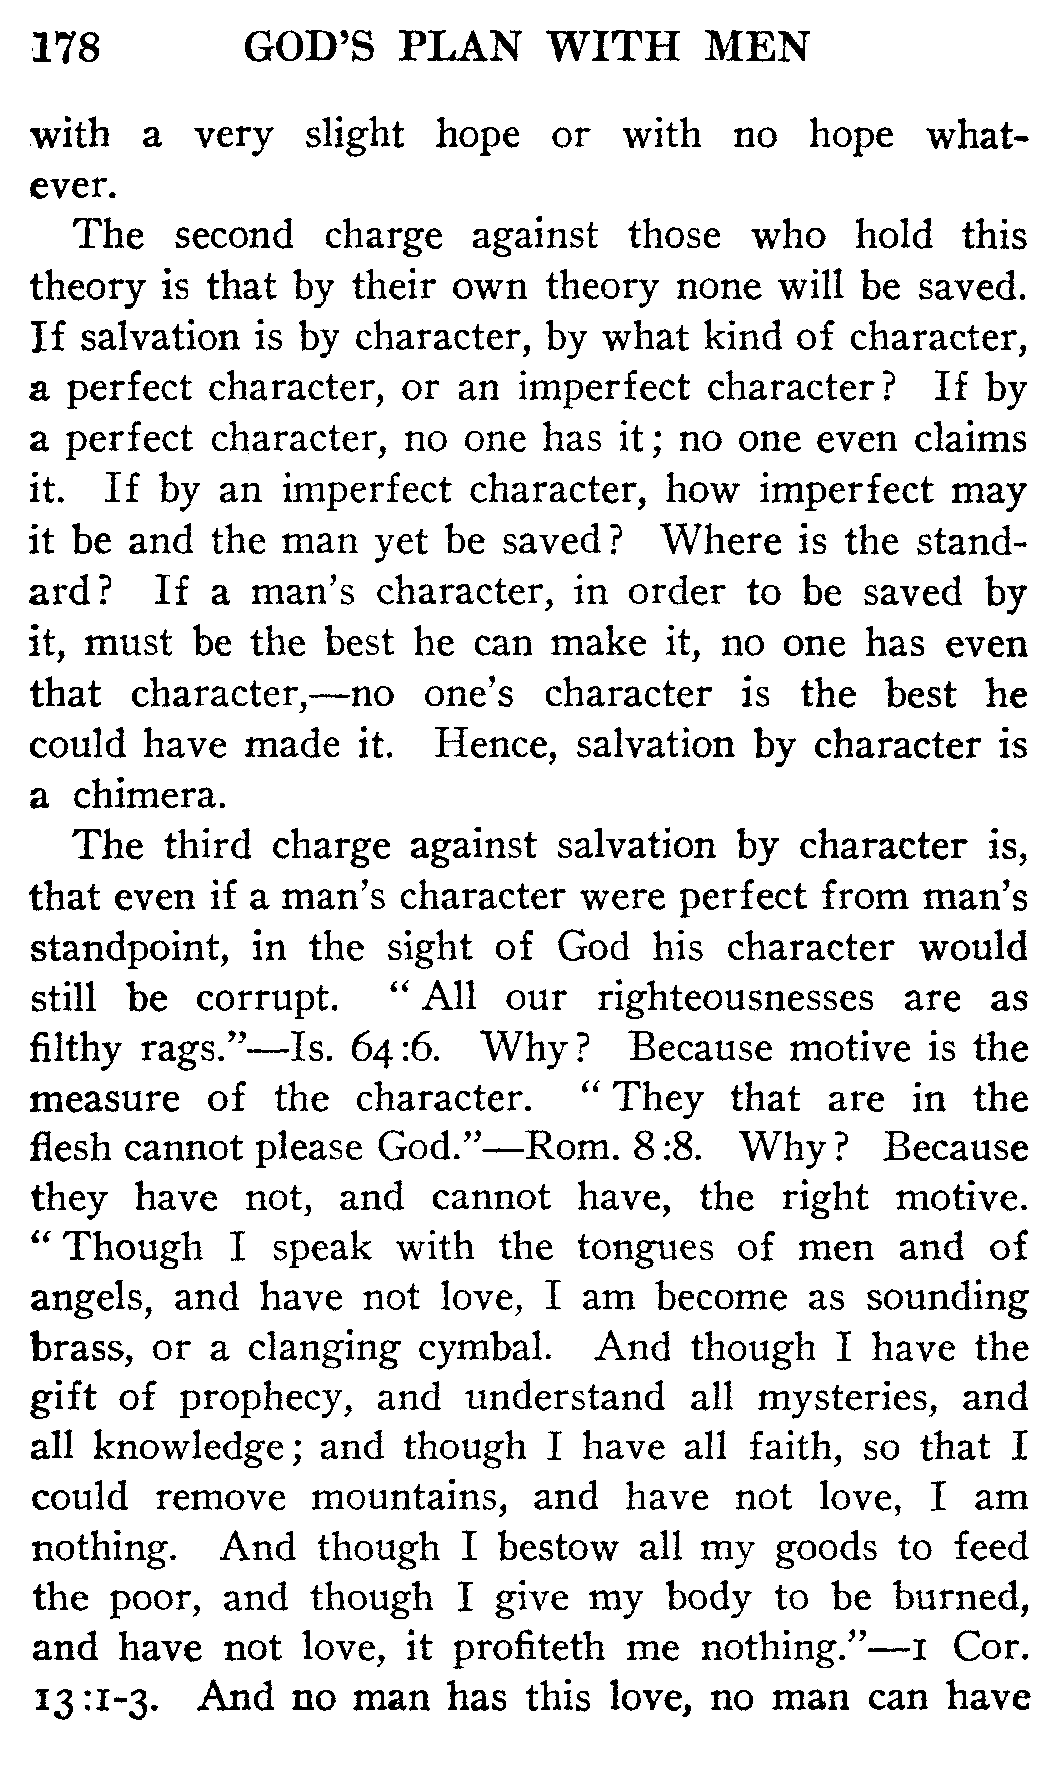 178 GOD'S PLAN WITH MEN
with a very slight hope or with no hope what-
ever.
The second charge against those who hold this
theory is that by their own theory none will be saved.
If salvation is by character, by what kind of character,
a perfect character, or an imperfect character? If by
a perfect character, no one has it; no one even claims
it. If by an imperfect character, how imperfect may
it be and the man yet be saved? Where is the stand-
ard? If a man's character, in order to be saved by
it, must be the best he can make it, no one has even
that character,—no one's character is the best he
could have made it. Hence, salvation by character is
a chimera.
The third charge against salvation by character is,
that even if a man's character were perfect from man's
standpoint, in the sight of God his character would
still be corrupt. “ All our righteousnesses are as
filthy rags.”—Is. 64:6. Why? Because motive is the
measure of the character. “ They that are in the
flesh cannot please God.”—Rom. 8:8. Why? Because
they have not, and cannot have, the right motive.
“ Though I speak with the tongues of men and of
angels, and have not love, I am become as sounding
brass, or a clanging cymbal. And though I have the
gift of prophecy, and understand all mysteries, and
all knowledge; and though I have all faith, so that I
could remove mountains, and have not love, I am
nothing. And though I bestow all my goods to feed
the poor, and though I give my body to be burned,
and have not love, it profiteth me nothing.”—1 Cor.
13:1-3. And no man has this love, no man can have